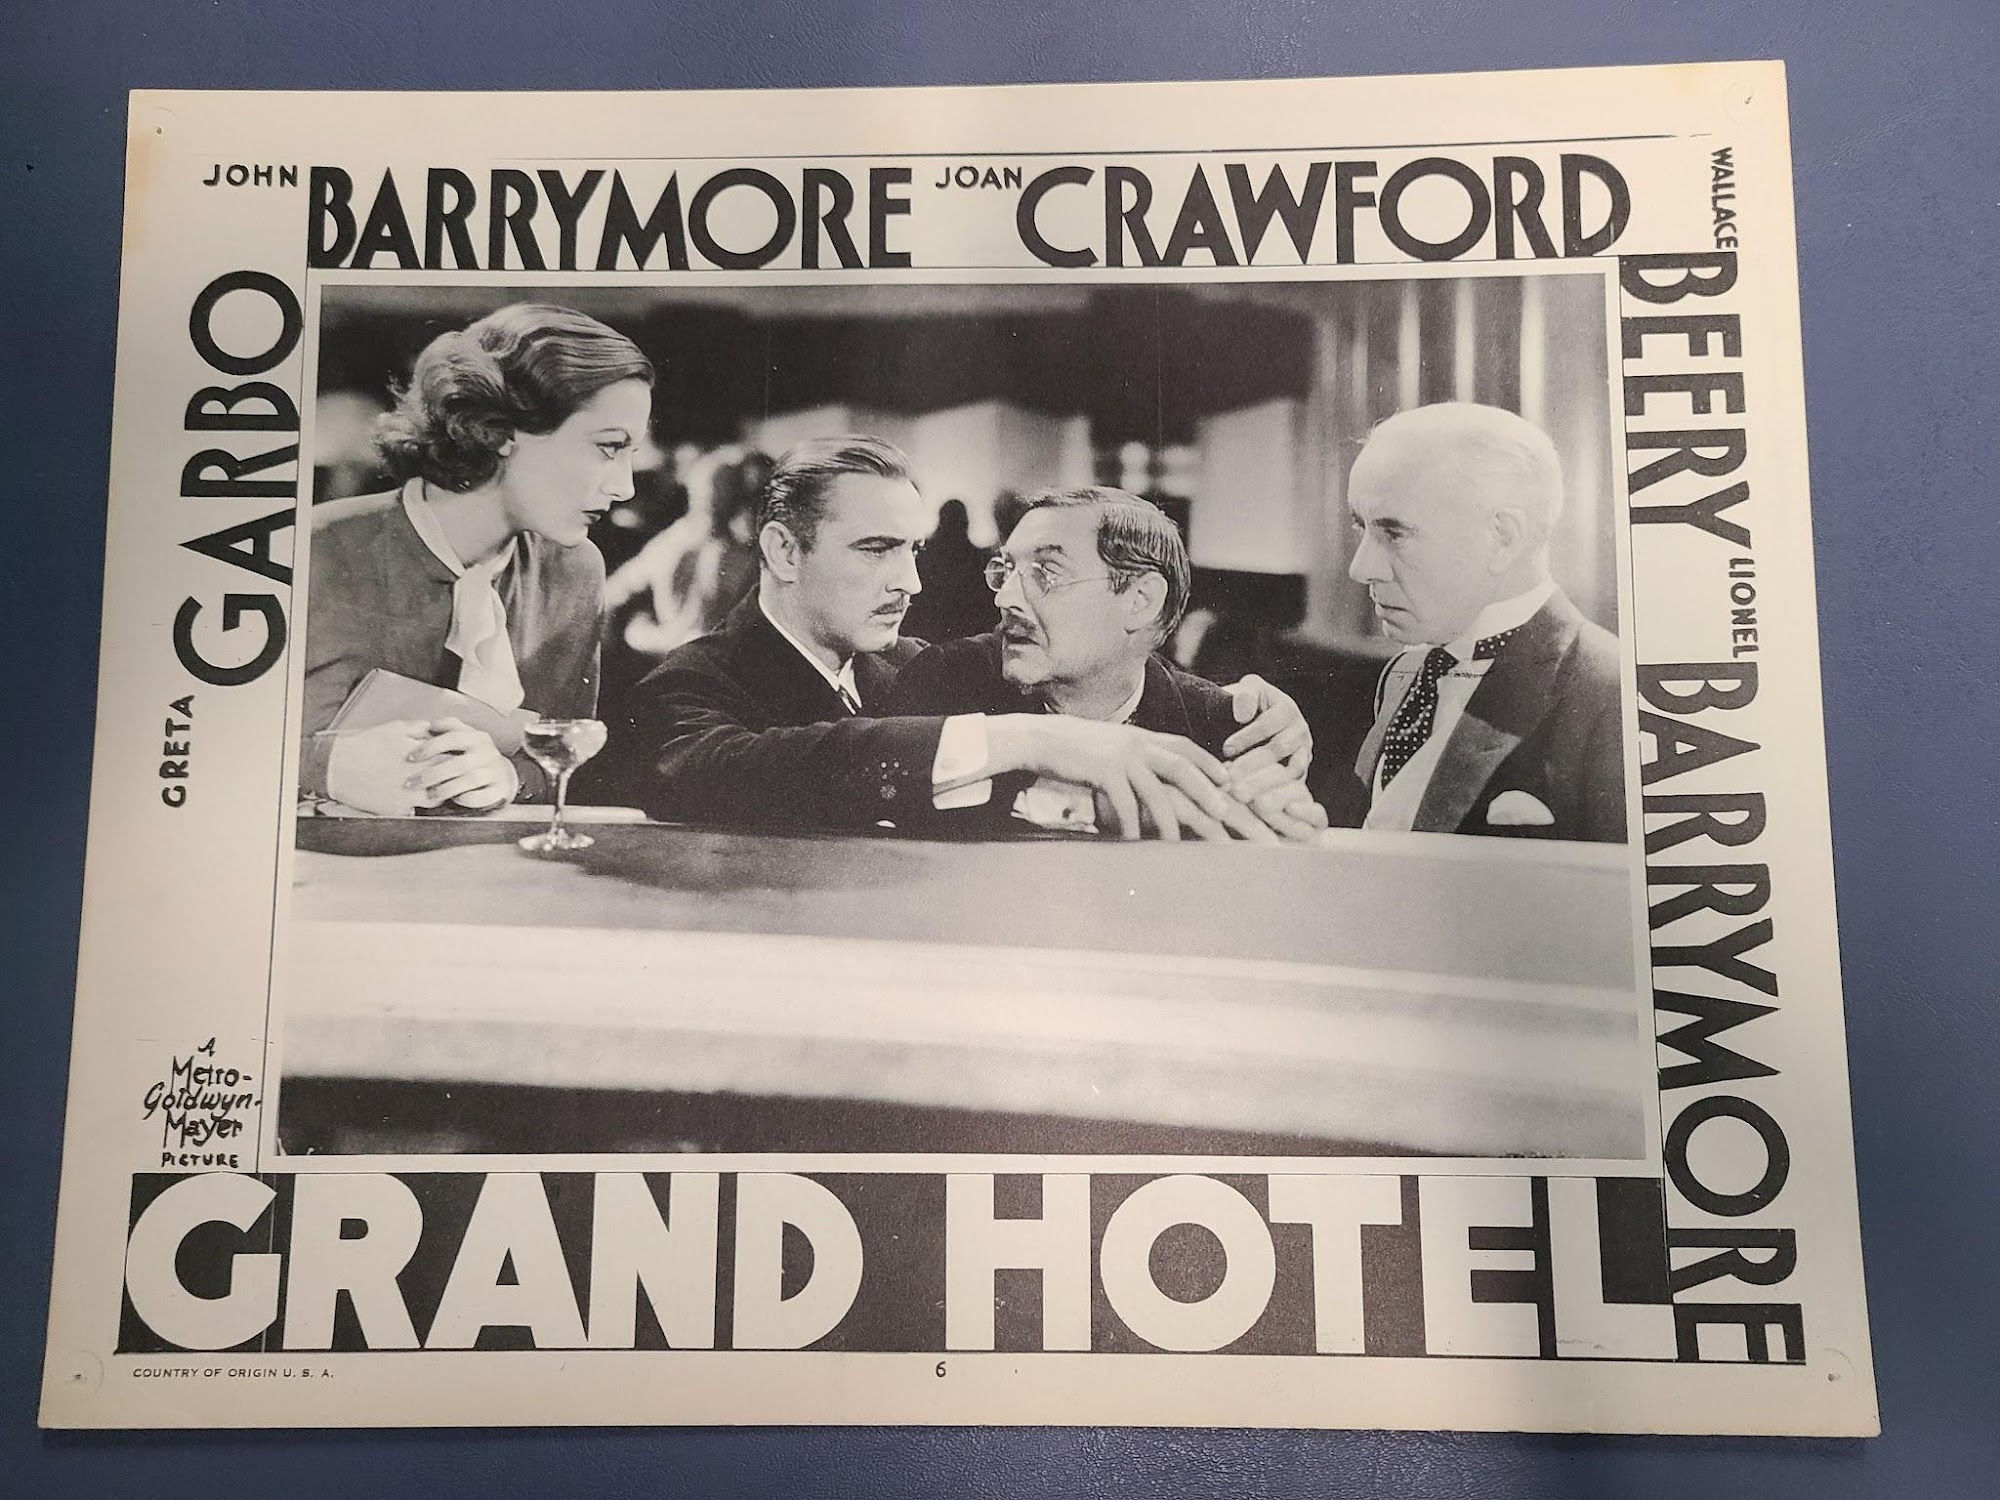 JOHN BARRYMORE JOAN CRAWFORD
WALLACE BEERY LIONEL BARRYMORE
GRETA GARBO
A
Metro-
Goldwyn-
Mayer
PICTURE
GRAND HOTEL
COUNTRY OF ORIGIN U. S. A.
6